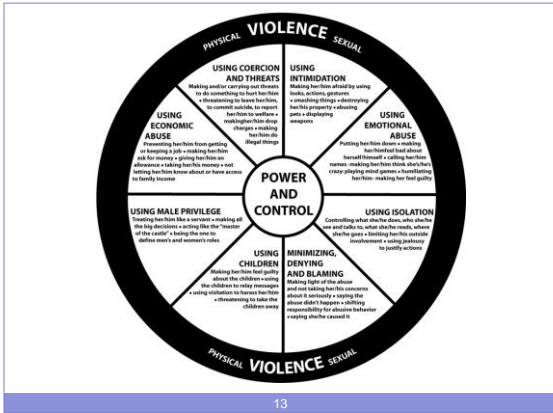 PHYSICAL VIOLENCE SEXUAL
USING COERCION
AND THREATS
Making and/or carrying out threats
to do something to hurt her/him
• threatening to leave her/him,
to commit suicide, to report
her/him to welfare •
makingher/him drop
charges • making
her/him do
illegal things
USING
INTIMIDATION
Making her/him afraid by using
looks, actions, gestures
• smashing things • destroying
her/his property • abusing
pets • displaying
weapons
USING
ECONOMIC
ABUSE
Preventing her/him from getting
or keeping a job • making her/him
ask for money • giving her/him an
allowance • taking her/his money • not
letting her/him know about or have access
to family income
USING
EMOTIONAL
ABUSE
Putting her/him down • making
her/himfeel bad about
herself/himself • calling her/him
names • making her/him think she's/he's
crazy playing mind games • humiliating
her/him • making her/him feel guilty
POWER
AND
CONTROL
USING MALE PRIVILEGE
Treating her/him like a servant • making all
the big decisions • acting like the "master
of the castle" • being the one to
define men's and women's roles
USING ISOLATION
Controlling what she/he does, who she/he
see and talks to, what she/he reads, where
she/he goes • limiting her/his outside
involvement • using jealousy
to justify actions
USING
CHILDREN
Making her/him feel guilty
about the children • using
the children to relay messages
• using visitation to harass her/him
• threatening to take the
children away
MINIMIZING,
DENYING
AND BLAMING
Making light of the abuse
and not taking her/his concerns
about it seriously • saying the
abuse didn't happen • shifting
responsibility for abusive behavior
• saying she/he caused it
PHYSICAL VIOLENCE SEXUAL
13